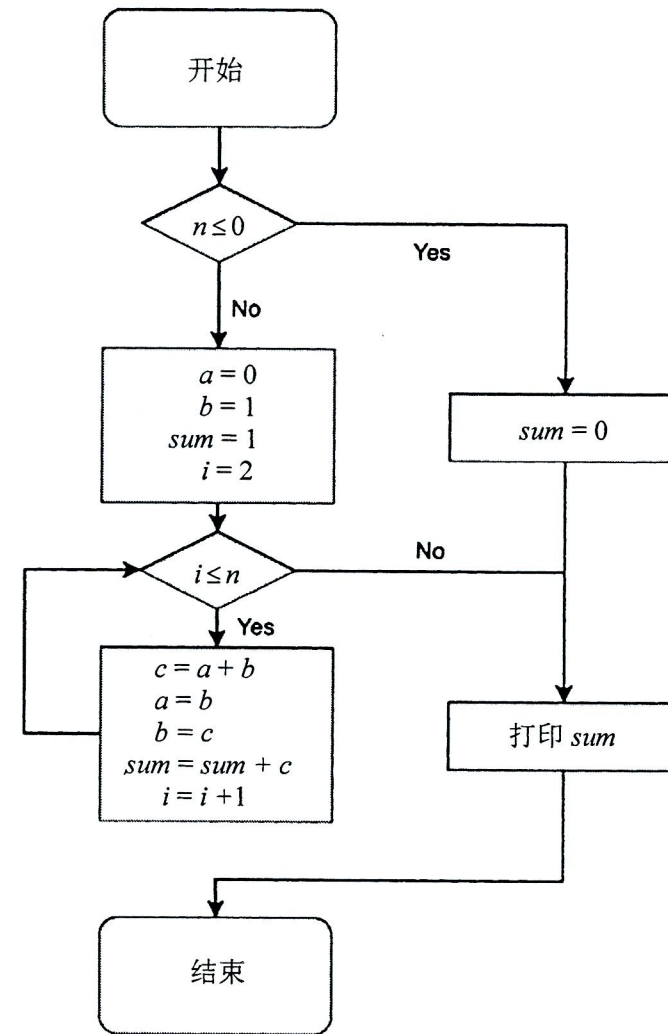 开始
n ≤ 0
Yes
No
a = 0
b = 1
sum = 1
i = 2
sum = 0
i ≤ n
No
Yes
c = a + b
a = b
b = c
sum = sum + c
i = i +1
打印 sum
结束